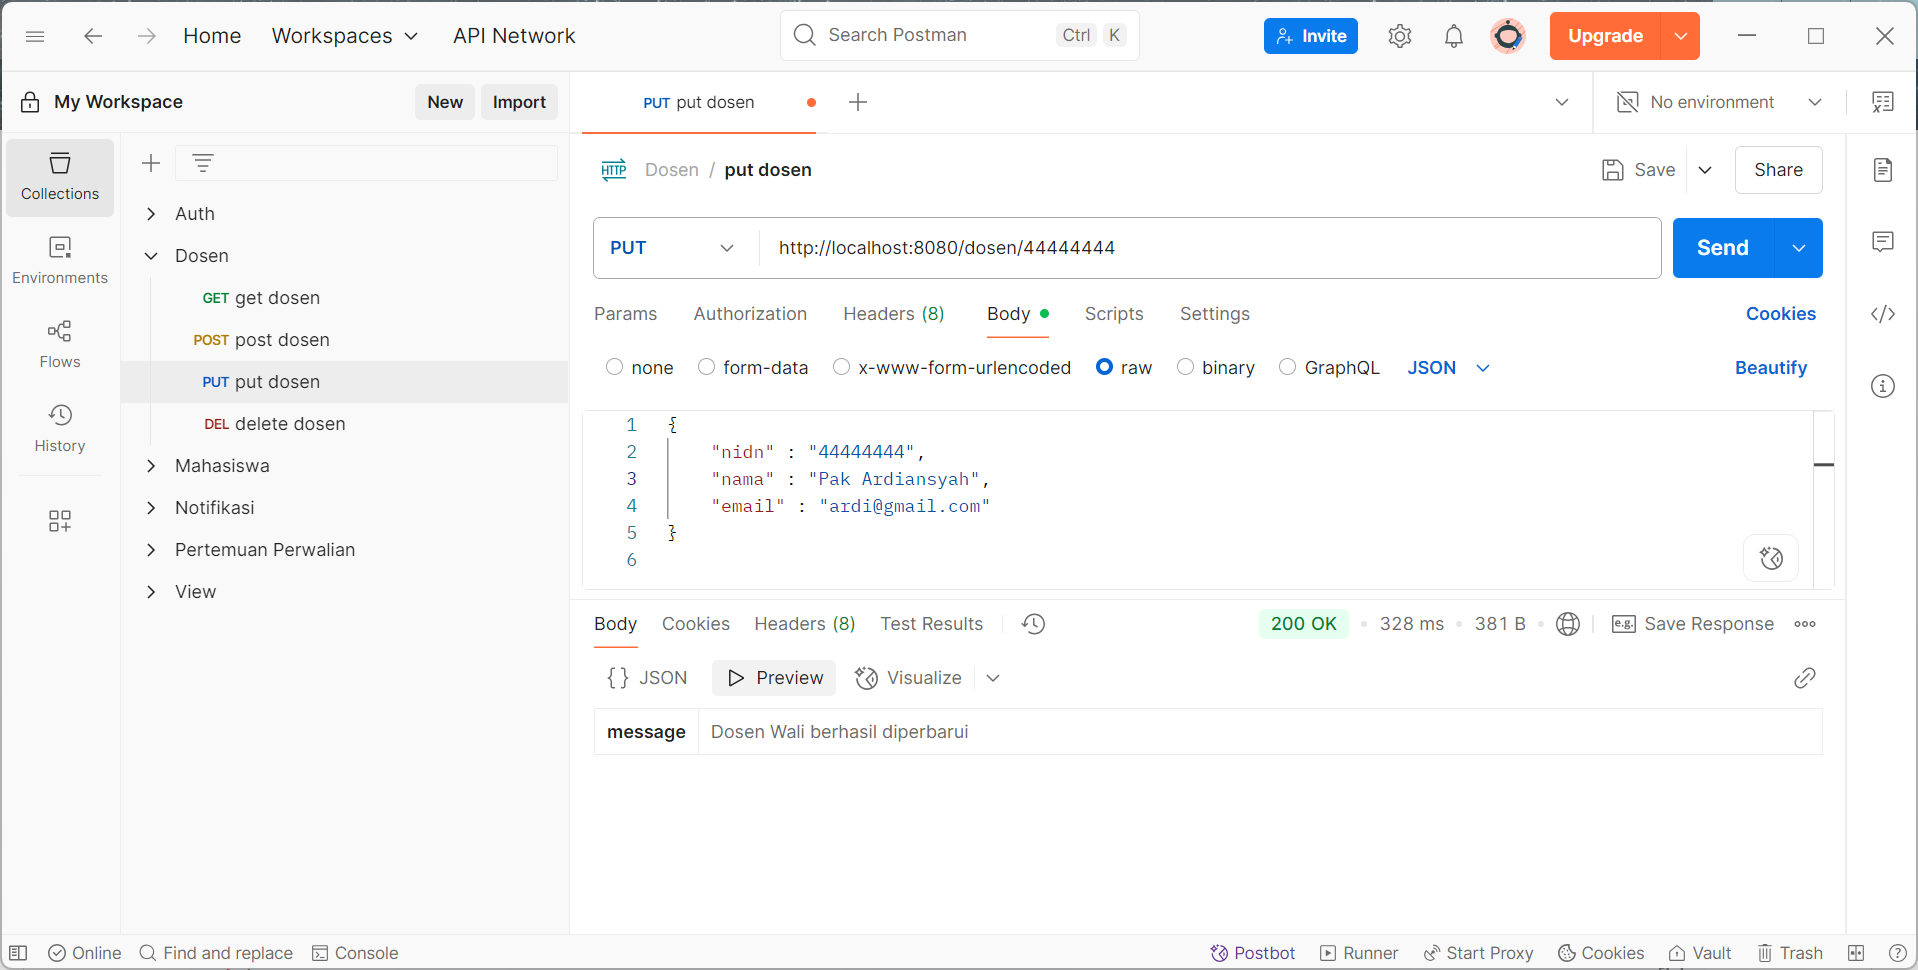 Home Workspaces API Network Search Postman Ctrl K Invite Upgrade
My Workspace New Import
PUT put dosen No environment
Collections
Environments
Flows
History
Auth
Dosen
GET get dosen
POST post dosen
PUT put dosen
DEL delete dosen
Mahasiswa
Notifikasi
Pertemuan Perwalian
View
HTTP Dosen / put dosen Save Share
PUT http://localhost:8080/dosen/44444444 Send
Params Authorization Headers (8) Body Scripts Settings Cookies
none form-data x-www-form-urlencoded raw binary GraphQL JSON Beautify
1 {
2 "nidn" : "44444444",
3 "nama" : "Pak Ardiansyah",
4 "email" : "ardi@gmail.com"
5 }
6
Body Cookies Headers (8) Test Results 200 OK • 328 ms • 381 B • e.g. Save Response
{} JSON Preview Visualize
message Dosen Wali berhasil diperbarui
Online Find and replace Console Postbot Runner Start Proxy Cookies Vault Trash